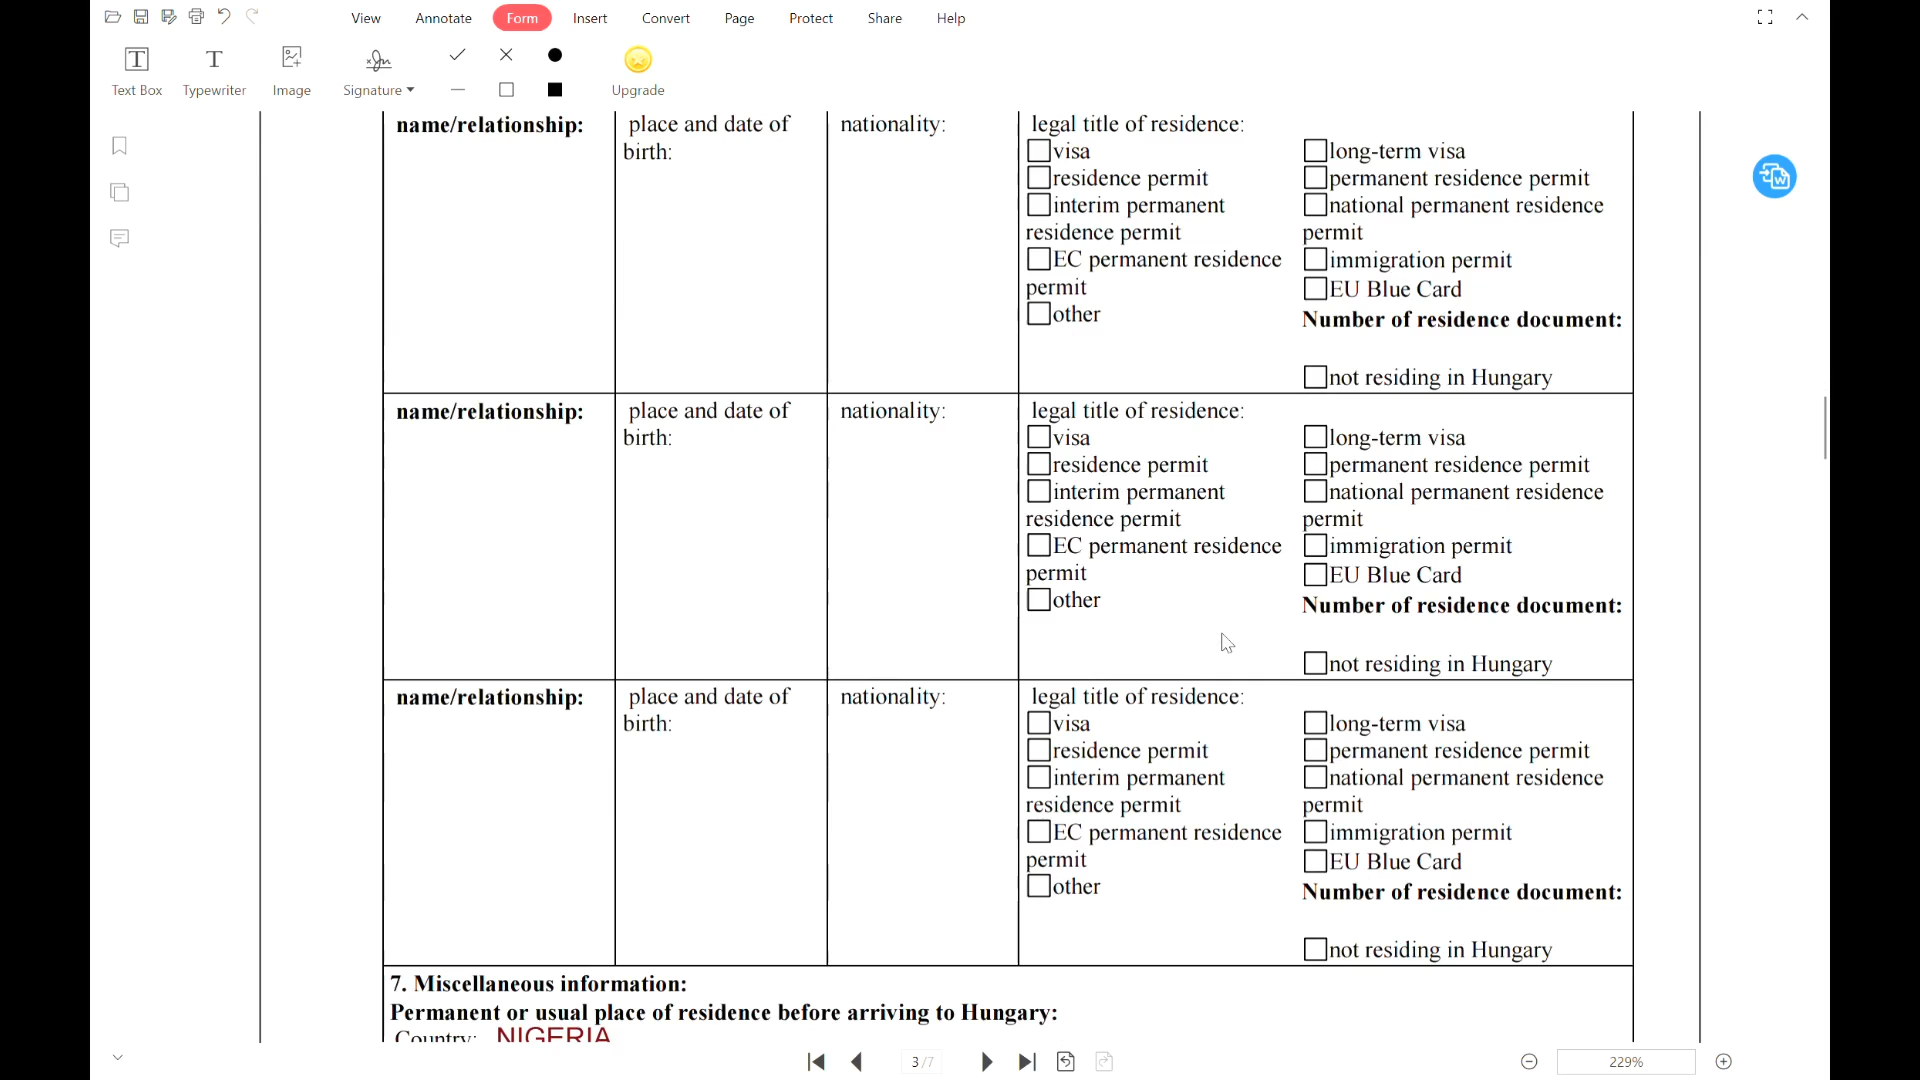 View Annotate Form Insert Convert Page Protect Share Help
Text Box Typewriter Image Signature Upgrade
name/relationship: place and date of birth: nationality: legal title of residence:
visa
residence permit
interim permanent
residence permit
EC permanent residence
permit
other
long-term visa
permanent residence permit
national permanent residence
permit
immigration permit
EU Blue Card
Number of residence document:
not residing in Hungary
name/relationship: place and date of birth: nationality: legal title of residence:
visa
residence permit
interim permanent
residence permit
EC permanent residence
permit
other
long-term visa
permanent residence permit
national permanent residence
permit
immigration permit
EU Blue Card
Number of residence document:
not residing in Hungary
name/relationship: place and date of birth: nationality: legal title of residence:
visa
residence permit
interim permanent
residence permit
EC permanent residence
permit
other
long-term visa
permanent residence permit
national permanent residence
permit
immigration permit
EU Blue Card
Number of residence document:
not residing in Hungary
7. Miscellaneous information:
Permanent or usual place of residence before arriving to Hungary:
Country: NIGERIA
3/7 229%